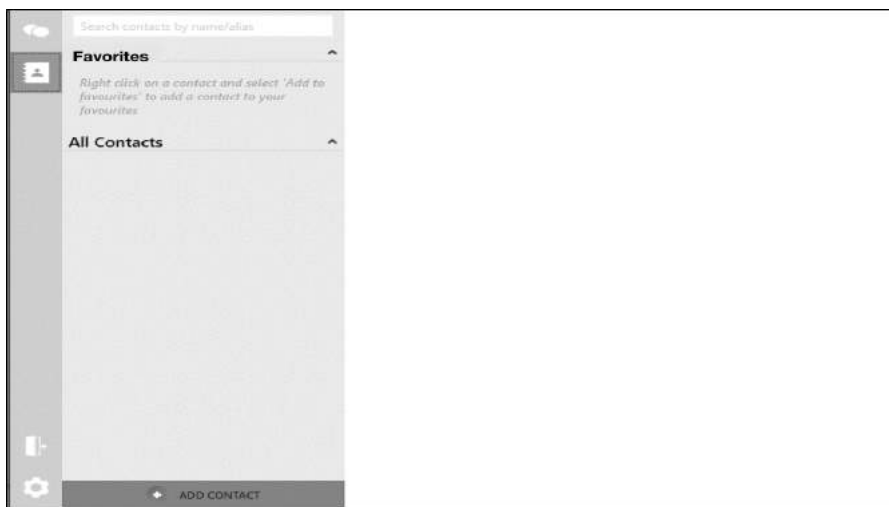 Search contacts by name/alias
Favorites
Right click on a contact and select 'Add to
favourites' to add a contact to your
favourites
All Contacts
ADD CONTACT